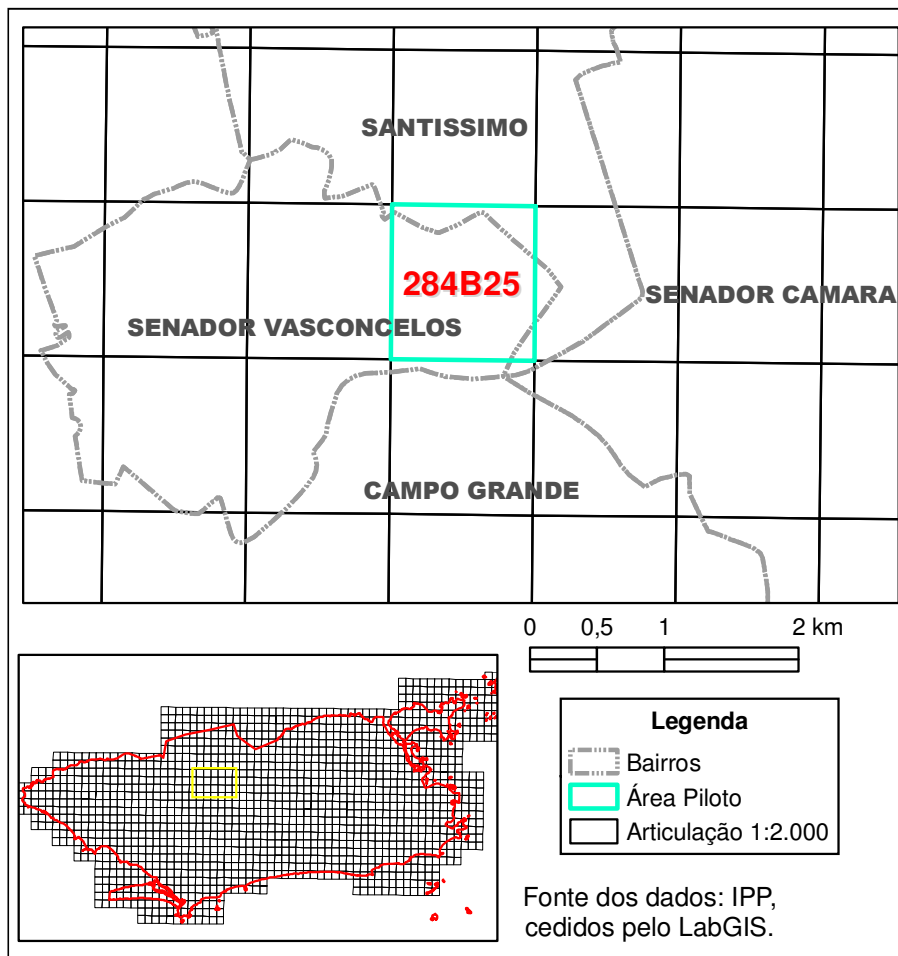 SANTISSIMO
284B25
SENADOR CAMARA
SENADOR VASCONCELOS
CAMPO GRANDE
0 0,5 1 2 km
Legenda
Bairros
Área Piloto
Articulação 1:2.000
Fonte dos dados: IPP,
cedidos pelo LabGIS.